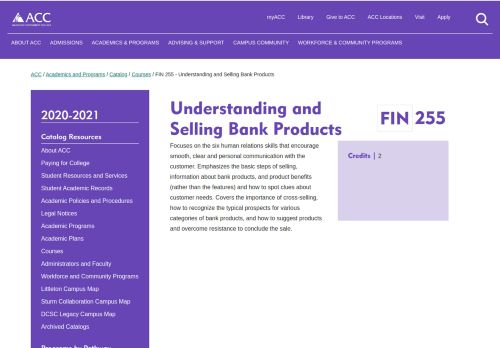 ACC
myACC Library Give to ACC ACC Locations Visit Apply
ABOUT ACC ADMISSIONS ACADEMICS & PROGRAMS ADVISING & SUPPORT CAMPUS COMMUNITY WORKFORCE & COMMUNITY PROGRAMS
ACC / Academics and Programs / Catalog / Courses / FIN 255 - Understanding and Selling Bank Products
2020-2021
Catalog Resources
About ACC
Paying for College
Student Resources and Services
Student Academic Records
Academic Policies and Procedures
Legal Notices
Academic Programs
Academic Plans
Courses
Administrators and Faculty
Workforce and Community Programs
Littleton Campus Map
Sturm Collaboration Campus Map
DCSC Legacy Campus Map
Archived Catalogs
Programs by Pathway
Understanding and
Selling Bank Products
Focuses on the six human relations skills that encourage
smooth, clear and personal communication with the
customer. Emphasizes the basic steps of selling,
information about bank products, and product benefits
(rather than the features) and how to spot clues about
customer needs. Covers the importance of cross-selling,
how to recognize the typical prospects for various
categories of bank products, and how to suggest products
and overcome resistance to conclude the sale.
FIN 255
Credits | 2